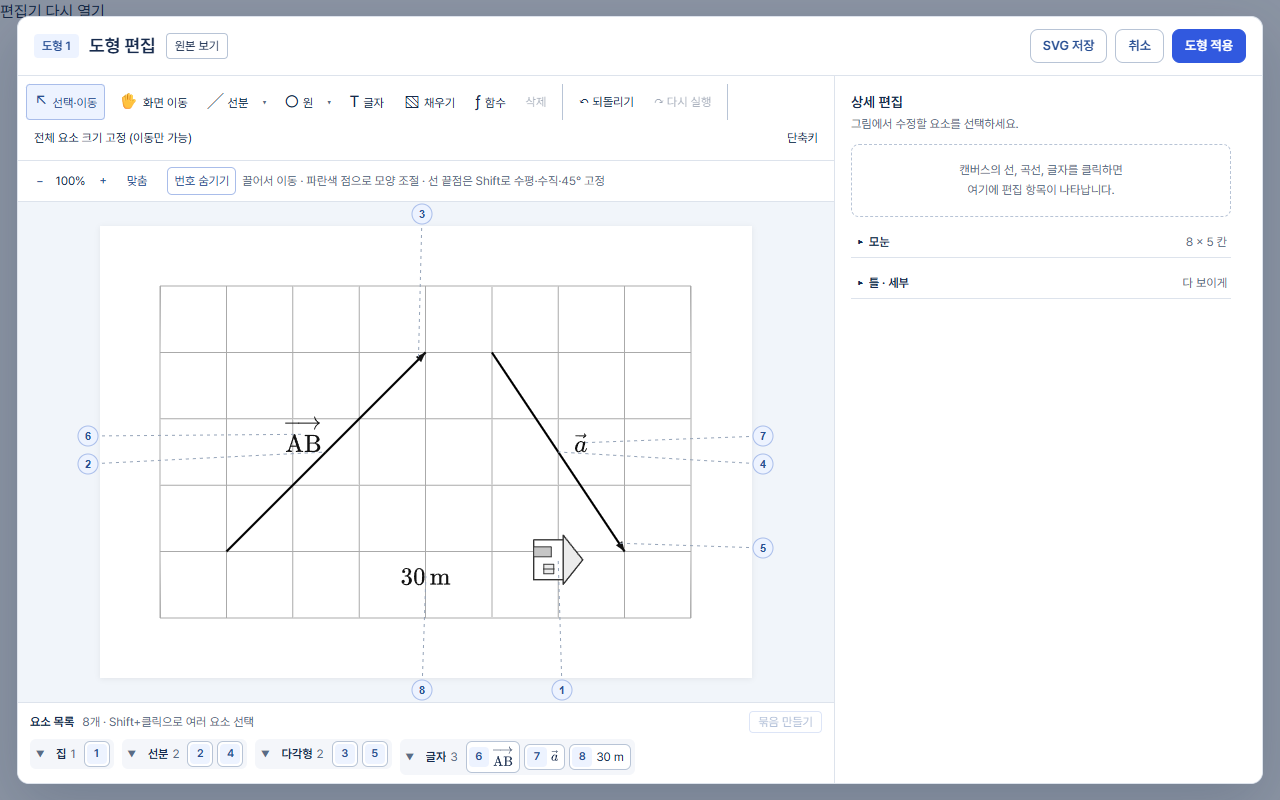 편집기 다시 열기
도형 1 도형 편집 원본 보기 SVG 저장 취소 도형 적용
선택·이동 화면 이동 선분 원 T 글자 채우기 f 함수 삭제 되돌리기 다시 실행
전체 요소 크기 고정 (이동만 가능) 단축키
− 100% + 맞춤 번호 숨기기 끌어서 이동 · 파란색 점으로 모양 조절 · 선 끝점은 Shift로 수평·수직·45° 고정
상세 편집
그림에서 수정할 요소를 선택하세요.
캔버스의 선, 곡선, 글자를 클릭하면
여기에 편집 항목이 나타납니다.
▸ 모눈 8 × 5 칸
▸ 틀 · 세부 다 보이게
3
6 AB a 7
2 4
5
30 m
8 1
요소 목록 8개 · Shift+클릭으로 여러 요소 선택 묶음 만들기
▼ 집 1 1 ▼ 선분 2 2 4 ▼ 다각형 2 3 5 ▼ 글자 3 6 AB 7 a 8 30 m